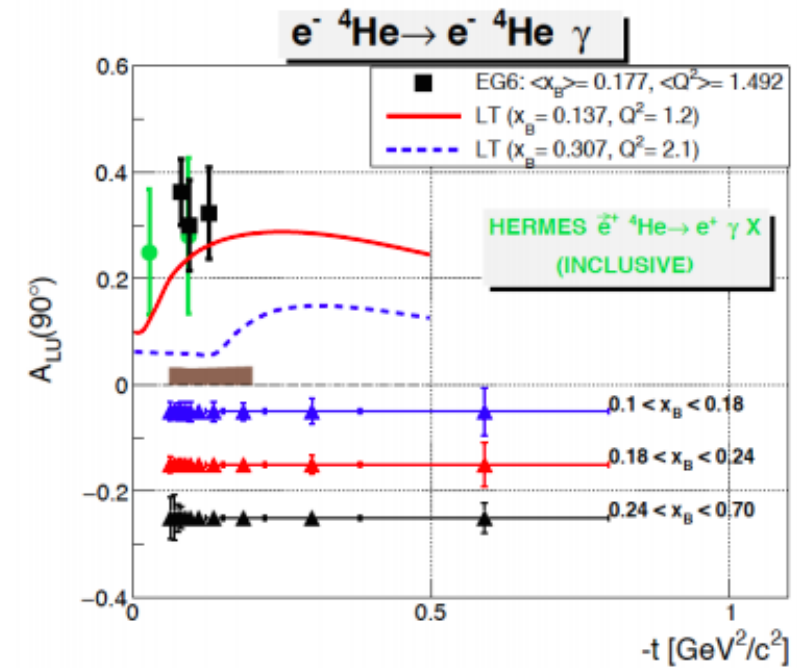 e⁻ ⁴He→ e⁻ ⁴He γ
EG6: <x_B>= 0.177, <Q²>= 1.492
LT (x_B= 0.137, Q²= 1.2)
LT (x_B= 0.307, Q²= 2.1)
HERMES e⃗⁺ ⁴He→ e⁺ γ X
(INCLUSIVE)
0.6
0.4
0.2
0
−0.2
−0.4
A_LU(90°)
0.1 < x_B < 0.18
0.18 < x_B < 0.24
0.24 < x_B < 0.70
0
0.5
1
-t [GeV²/c²]